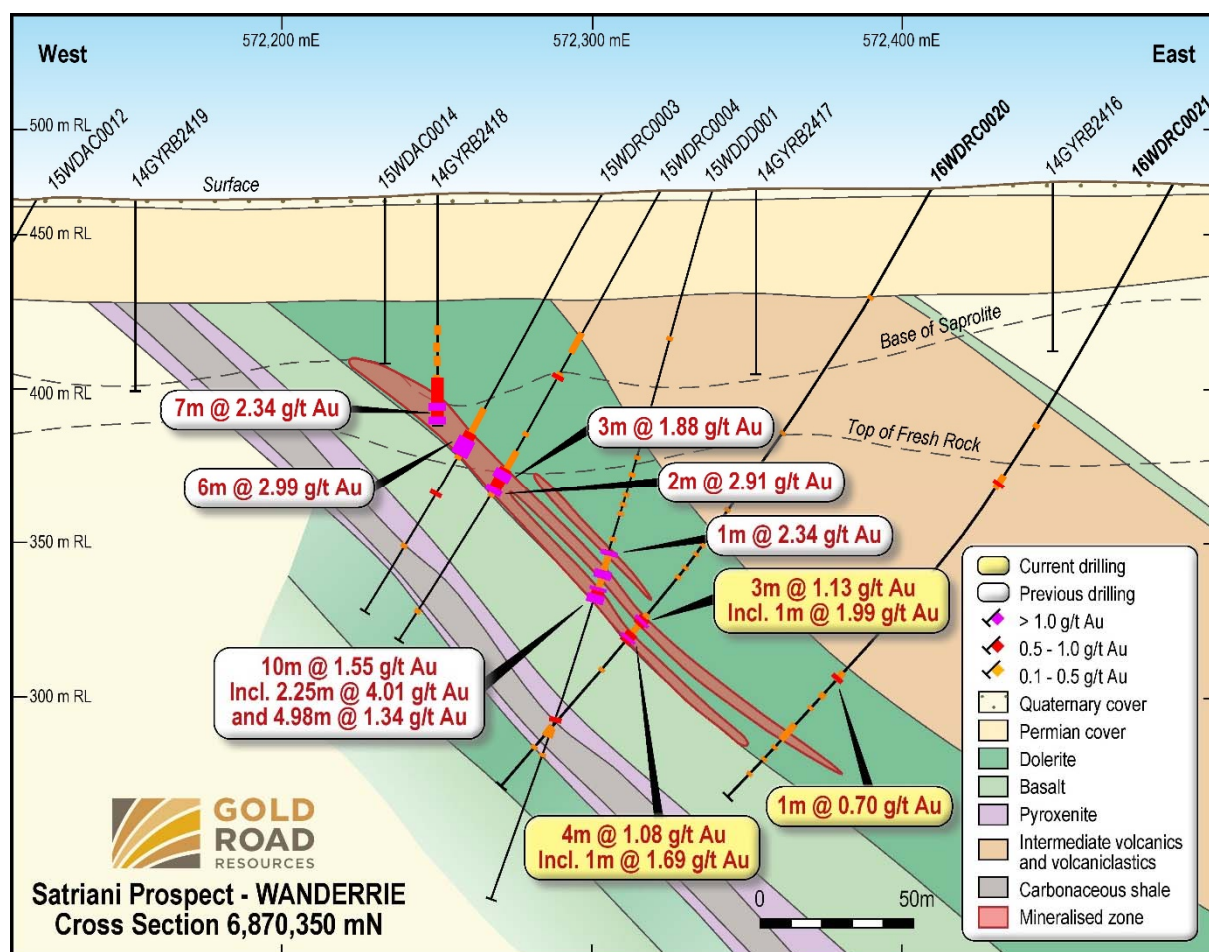 572,200 mE
572,300 mE
572,400 mE
West
East
500 m RL
450 m RL
400 m RL
350 m RL
300 m RL
15WDAC0012
14GYRB2419
15WDAC0014
14GYRB2418
15WDRC0003
15WDRC0004
15WDDD001
14GYRB2417
16WDRC0020
14GYRB2416
16WDRC0021
Surface
Base of Saprolite
Top of Fresh Rock
7m @ 2.34 g/t Au
6m @ 2.99 g/t Au
3m @ 1.88 g/t Au
2m @ 2.91 g/t Au
1m @ 2.34 g/t Au
3m @ 1.13 g/t Au
Incl. 1m @ 1.99 g/t Au
10m @ 1.55 g/t Au
Incl. 2.25m @ 4.01 g/t Au
and 4.98m @ 1.34 g/t Au
4m @ 1.08 g/t Au
Incl. 1m @ 1.69 g/t Au
1m @ 0.70 g/t Au
Current drilling
Previous drilling
> 1.0 g/t Au
0.5 - 1.0 g/t Au
0.1 - 0.5 g/t Au
Quaternary cover
Permian cover
Dolerite
Basalt
Pyroxenite
Intermediate volcanics
and volcaniclastics
Carbonaceous shale
Mineralised zone
GOLD
ROAD
RESOURCES
Satriani Prospect - WANDERRIE
Cross Section 6,870,350 mN
0
50m